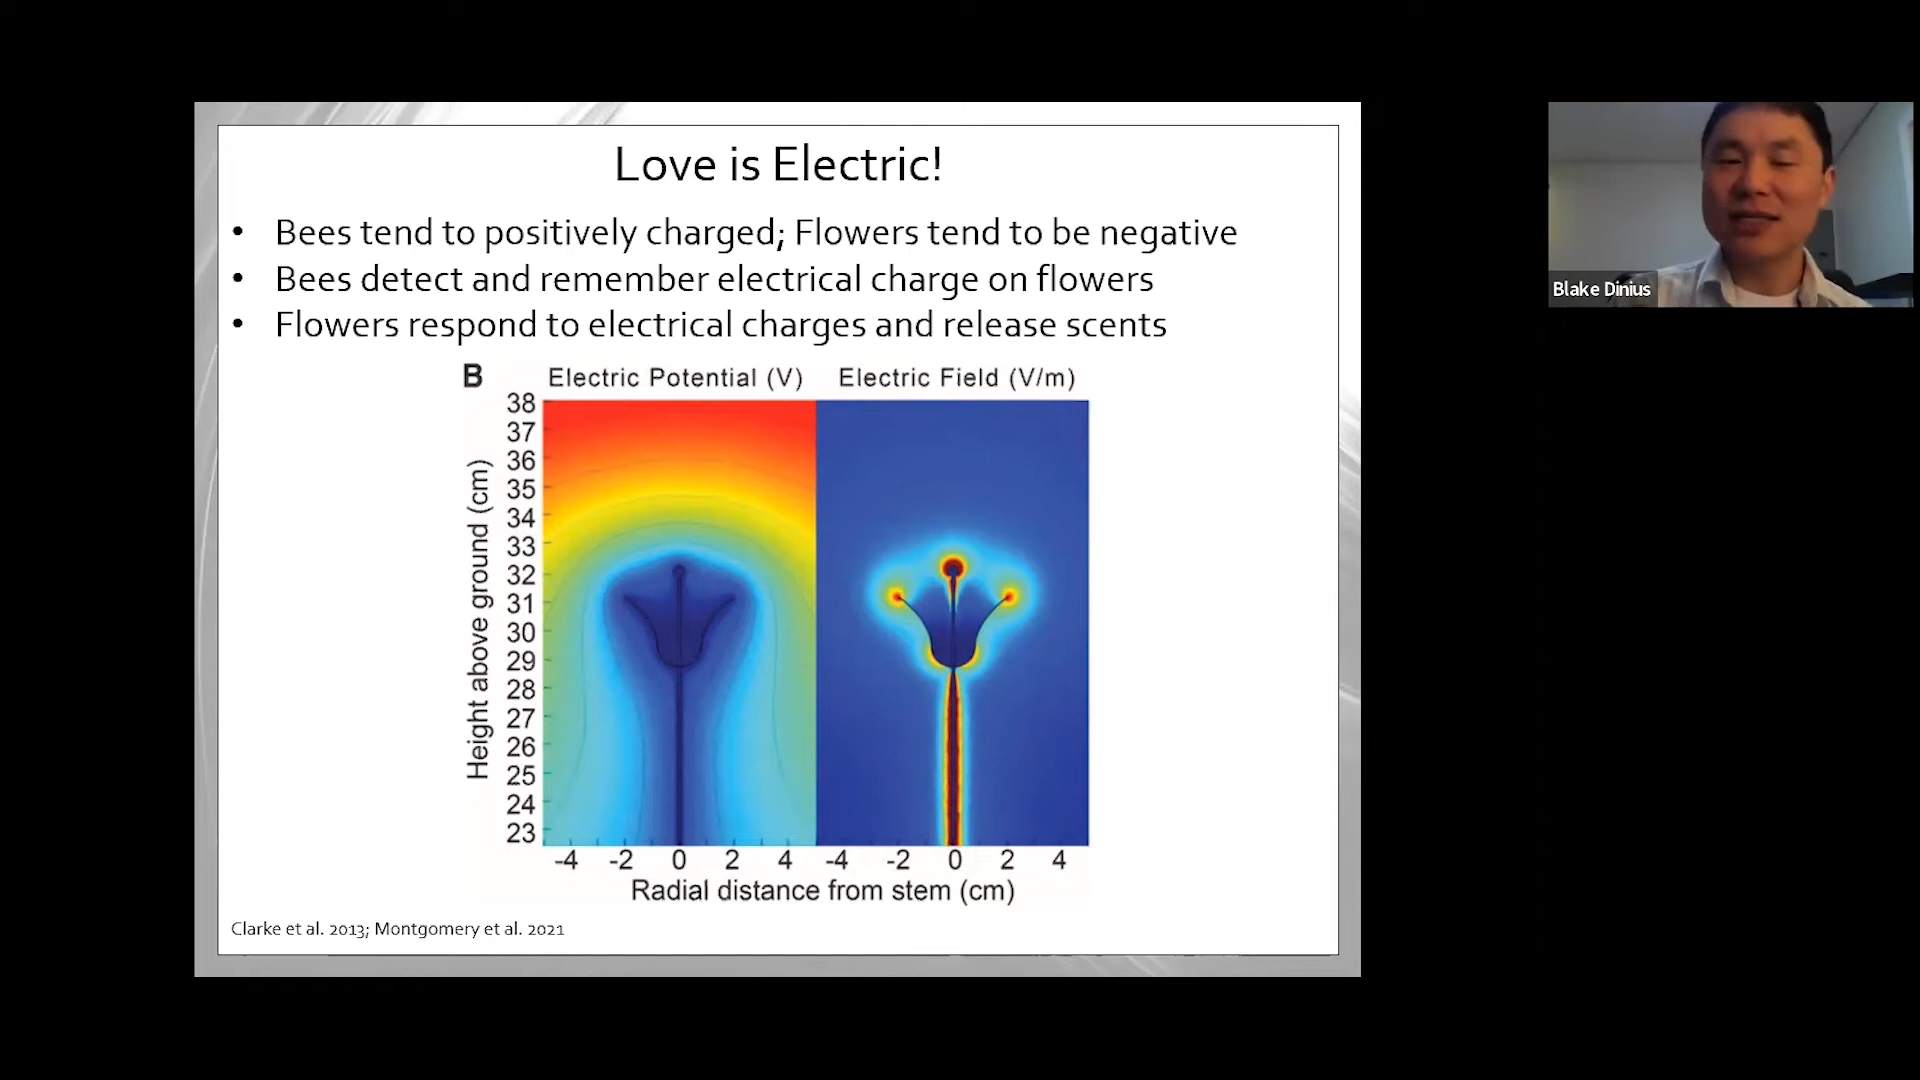 Love is Electric!
• Bees tend to positively charged; Flowers tend to be negative
• Bees detect and remember electrical charge on flowers
• Flowers respond to electrical charges and release scents
B Electric Potential (V) Electric Field (V/m)
Height above ground (cm)
38
37
36
35
34
33
32
31
30
29
28
27
26
25
24
23
-4 -2 0 2 4 -4 -2 0 2 4
Radial distance from stem (cm)
Clarke et al. 2013; Montgomery et al. 2021
Blake Dinius